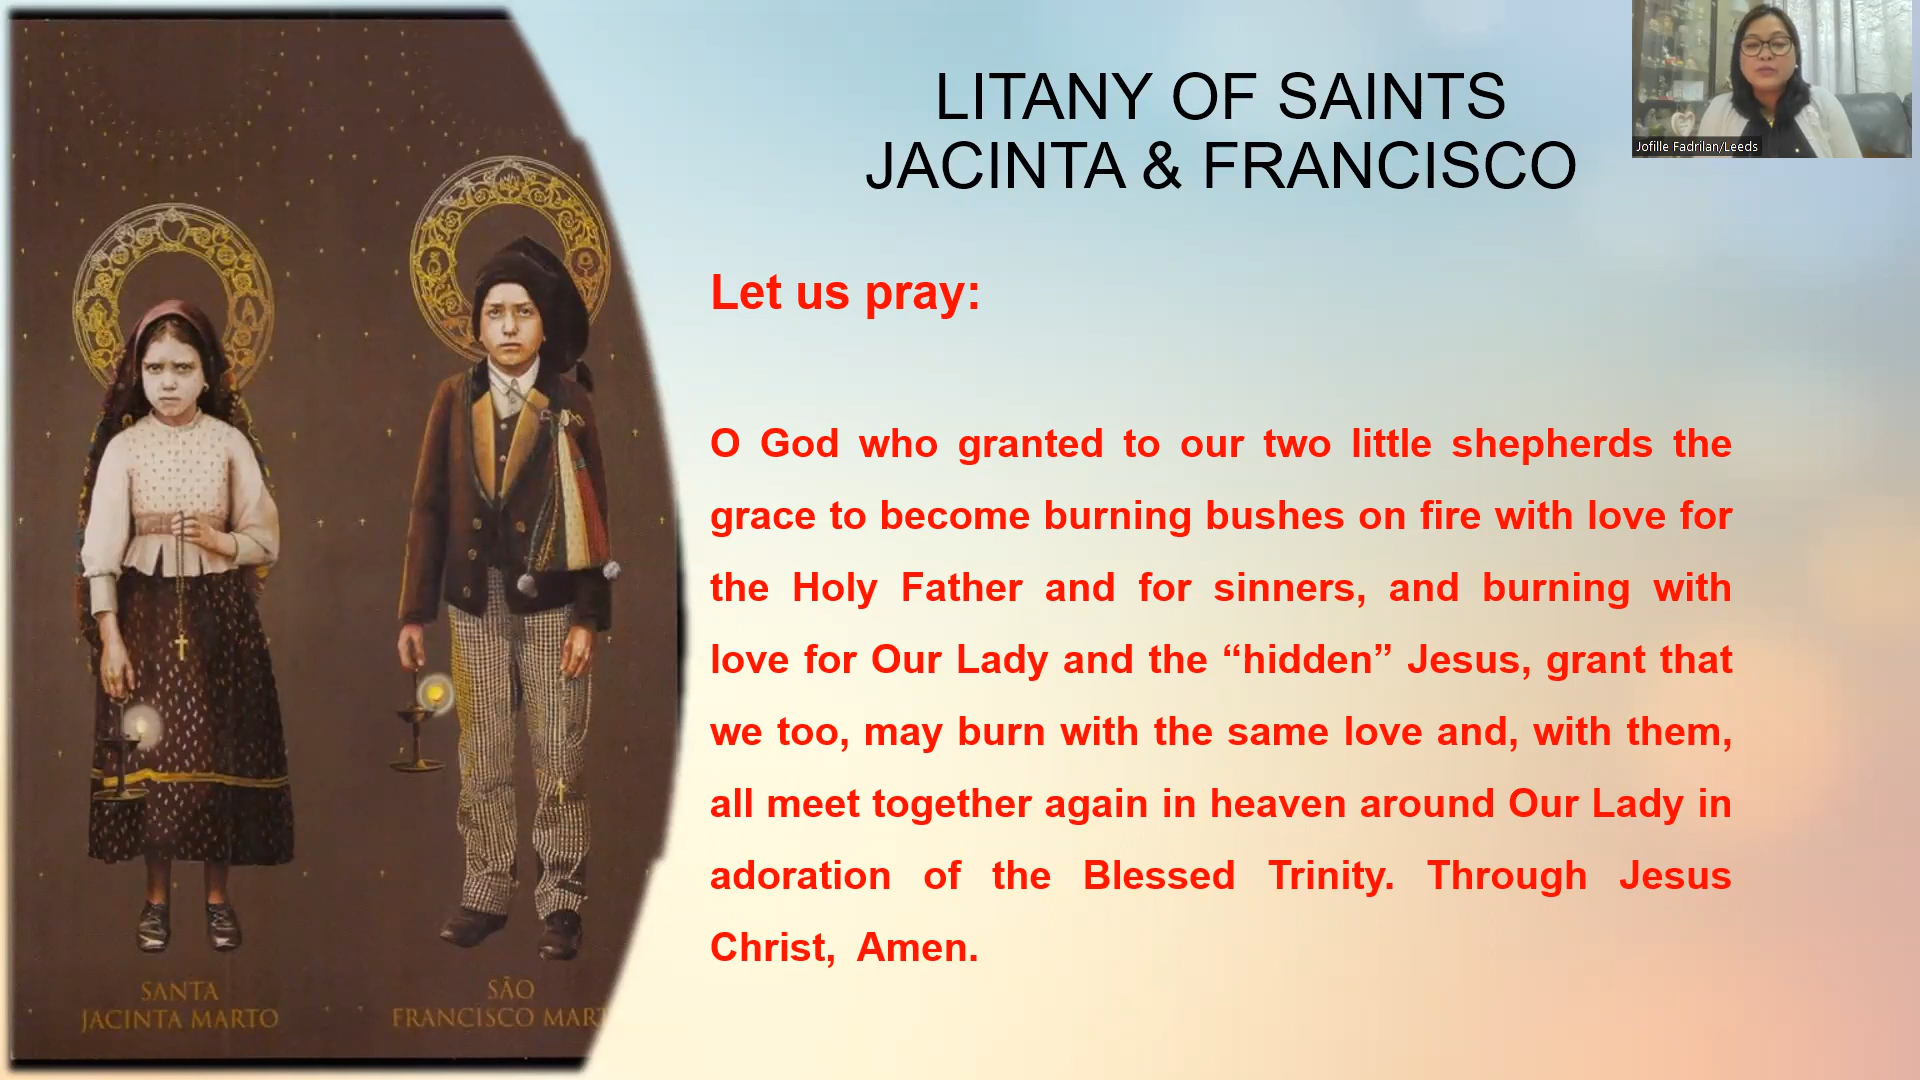 LITANY OF SAINTS
JACINTA & FRANCISCO
Jofille Fadrilan/Leeds
Let us pray:
O God who granted to our two little shepherds the
grace to become burning bushes on fire with love for
the Holy Father and for sinners, and burning with
love for Our Lady and the “hidden” Jesus, grant that
we too, may burn with the same love and, with them,
all meet together again in heaven around Our Lady in
adoration of the Blessed Trinity. Through Jesus
Christ, Amen.
SANTA
JACINTA MARTO
SÃO
FRANCISCO MART